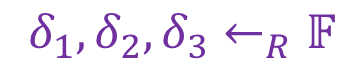 δ₁, δ₂, δ₃ ←_R 𝔽